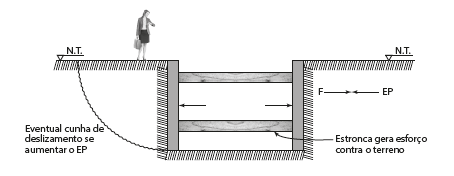 N.T.
N.T.
F
EP
Eventual cunha de
deslizamento se
aumentar o EP
Estronca gera esforço
contra o terreno